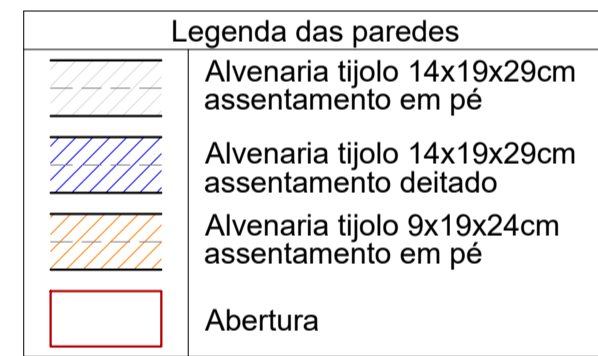 Legenda das paredes
Alvenaria tijolo 14x19x29cm
assentamento em pé
Alvenaria tijolo 14x19x29cm
assentamento deitado
Alvenaria tijolo 9x19x24cm
assentamento em pé
Abertura